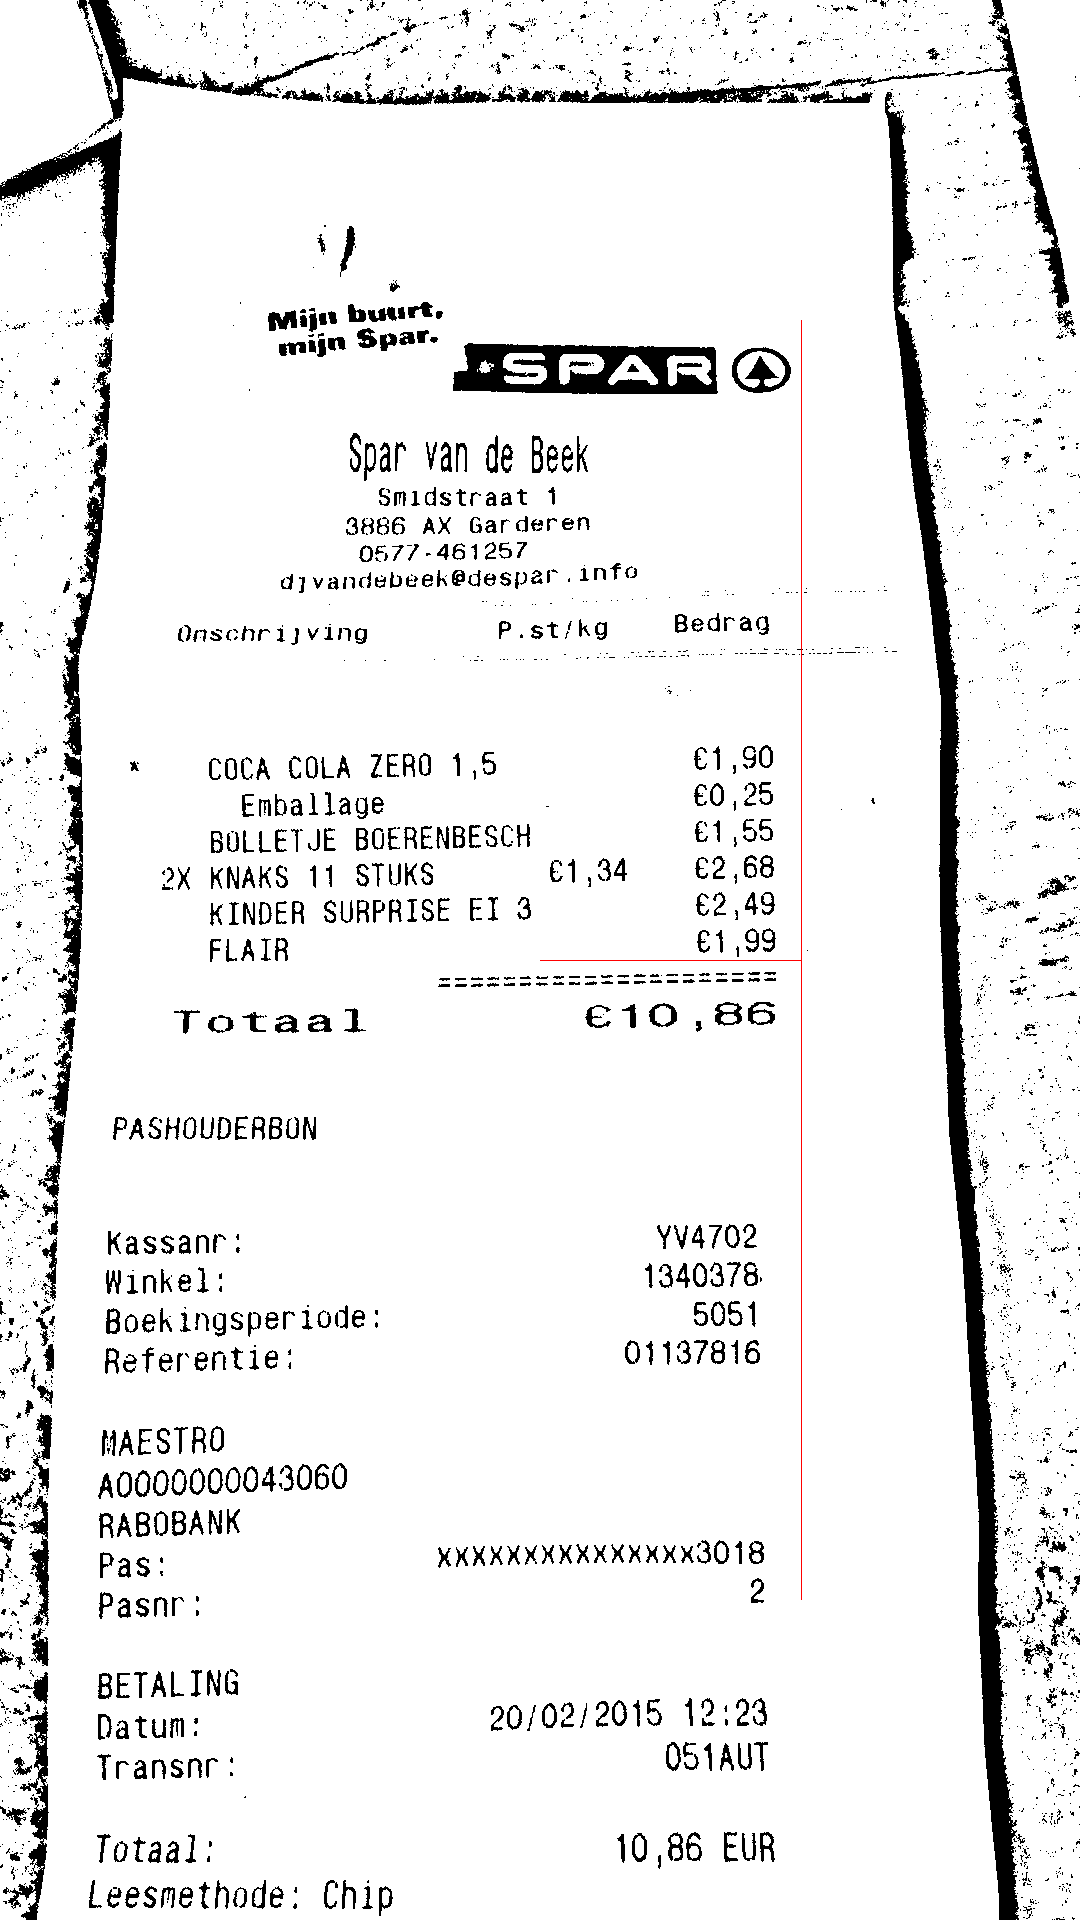 Mijn buurt,
mijn Spar.
SPAR
Spar van de Beek
Smidstraat 1
3886 AX Garderen
0577-461257
djvandebeek@despar.info
Omschrijving P.st/kg Bedrag
* COCA COLA ZERO 1,5 €1,90
Emballage €0,25
BOLLETJE BOERENBESCH €1,55
2X KNAKS 11 STUKS €1,34 €2,68
KINDER SURPRISE EI 3 €2,49
FLAIR €1,99
=====================
Totaal €10,86
PASHOUDERBON
Kassanr: YV4702
Winkel: 1340378
Boekingsperiode: 5051
Referentie: 01137816
MAESTRO
A0000000043060
RABOBANK
Pas: XXXXXXXXXXXXXXX3018
Pasnr: 2
BETALING
Datum: 20/02/2015 12:23
Transnr: 051AUT
Totaal: 10,86 EUR
Leesmethode: Chip